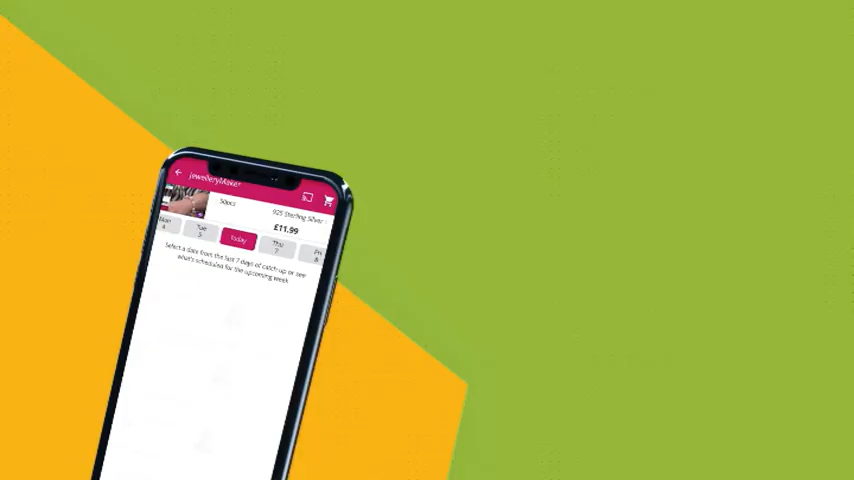 JewelleryMaker
50pcs
925 Sterling Silver
£11.99
Mon 4
Tue 5
Today
Thu 7
Fri 8
Select a date from the last 7 days of catch-up or see
what's scheduled for the upcoming week